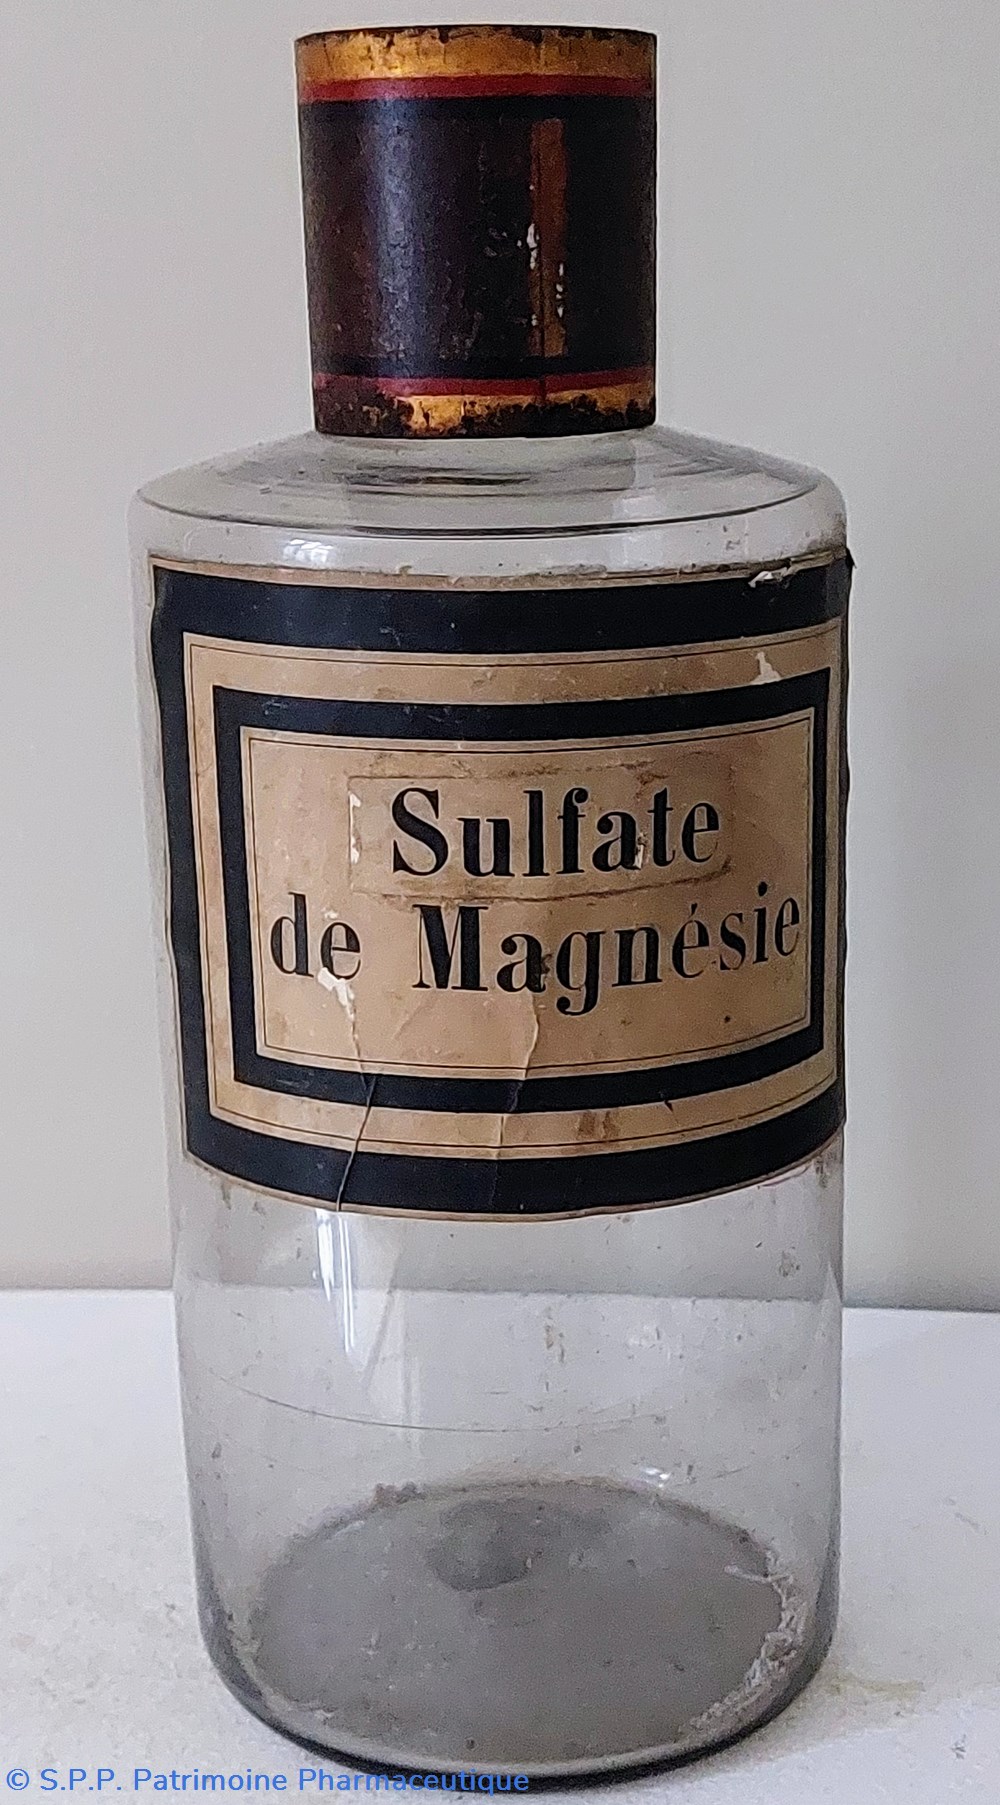 Sulfate
de Magnésie
© S.P.P. Patrimoine Pharmaceutique